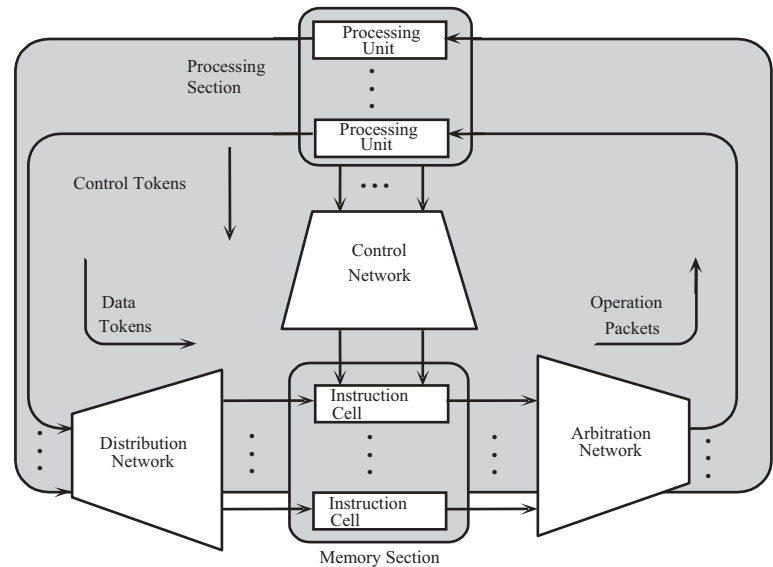 Processing
Unit
Processing
Section
Processing
Unit
Control Tokens
Control
Network
Data
Tokens
Operation
Packets
Instruction
Cell
Distribution
Network
Arbitration
Network
Instruction
Cell
Memory Section